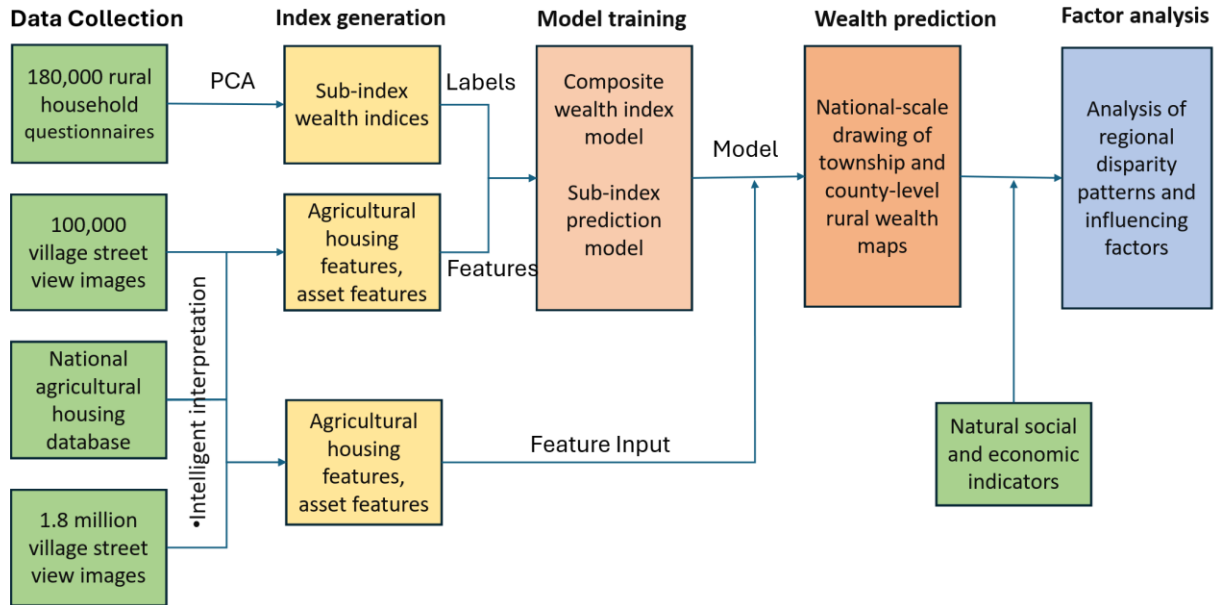 Data Collection
Index generation
Model training
Wealth prediction
Factor analysis
180,000 rural
household
questionnaires
PCA
Sub-index
wealth indices
Labels
Composite
wealth index
model
Sub-index
prediction
model
Model
National-scale
drawing of
township and
county-level
rural wealth
maps
Analysis of
regional
disparity
patterns and
influencing
factors
100,000
village street
view images
Agricultural
housing
features,
asset features
Features
National
agricultural
housing
database
•Intelligent interpretation
Agricultural
housing
features,
asset features
Feature Input
Natural social
and economic
indicators
1.8 million
village street
view images